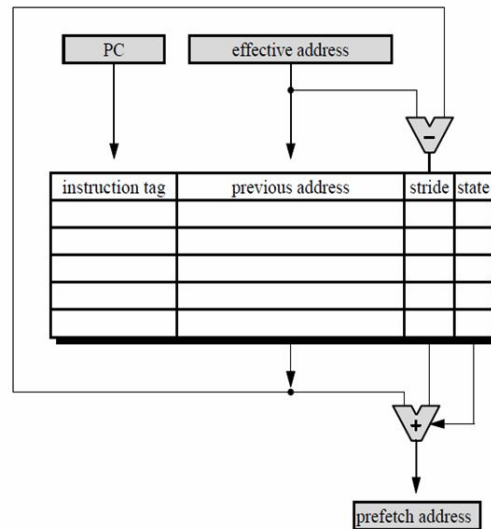 PC
effective address
−
instruction tag
previous address
stride
state
+
prefetch address